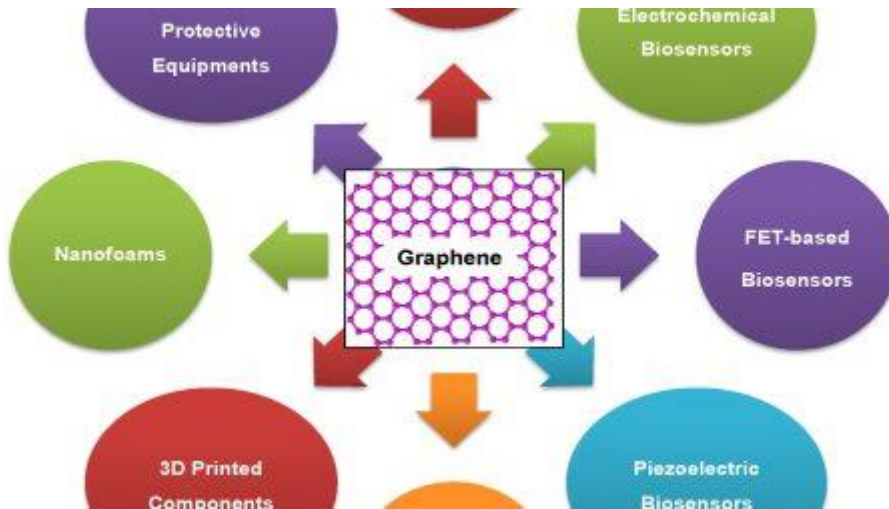 Protective
Equipments
Electrochemical
Biosensors
Nanofoams
Graphene
FET-based
Biosensors
3D Printed
Components
Piezoelectric
Biosensors